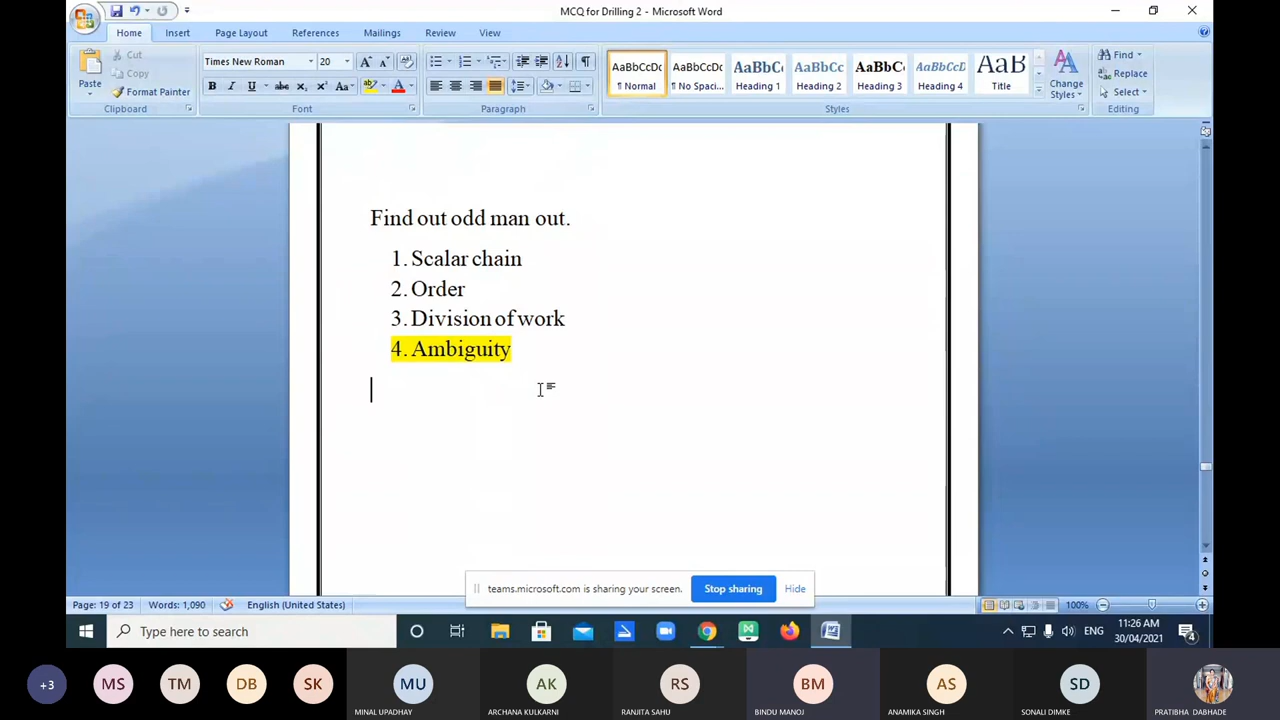 MCQ for Drilling 2 - Microsoft Word
Home Insert Page Layout References Mailings Review View
Paste Cut Copy Format Painter
Times New Roman 20
AaBbCcDc AaBbCcDc AaBbC AaBbCc AaBbCc AaBbCcD AaB
¶ Normal ¶ No Spaci... Heading 1 Heading 2 Heading 3 Heading 4 Title
Change Styles
Find Replace Select
Clipboard Font Paragraph Styles Editing
Find out odd man out.
1. Scalar chain
2. Order
3. Division of work
4. Ambiguity
teams.microsoft.com is sharing your screen. Stop sharing Hide
Page: 19 of 23 Words: 1,090 English (United States) 100%
Type here to search
ENG 11:26 AM 30/04/2021 4
+3 MS TM DB SK MU AK RS BM AS SD
MINAL UPADHAY ARCHANA KULKARNI RANJITA SAHU BINDU MANOJ ANAMIKA SINGH SONALI DIMKE PRATIBHA DABHADE